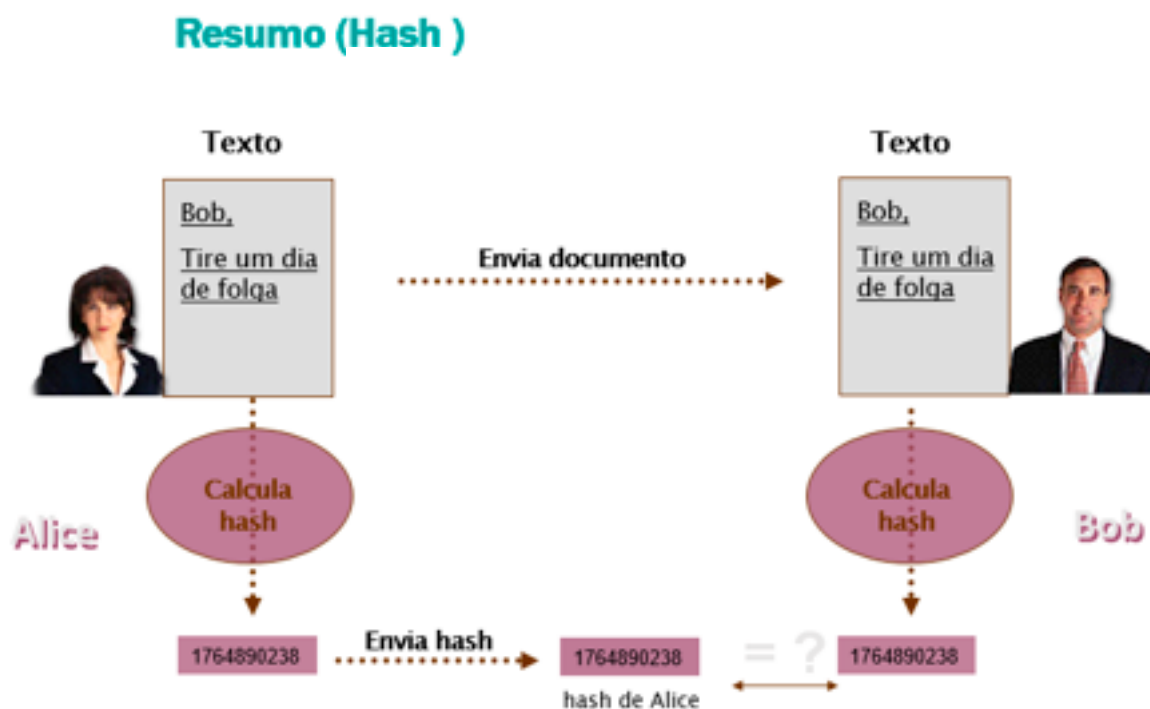 Resumo (Hash )
Texto
Texto
Bob,
Tire um dia
de folga
Envia documento
Bob,
Tire um dia
de folga
Calcula
hash
Calcula
hash
Alice
Bob
1764890238
Envia hash
1764890238
= ?
1764890238
hash de Alice